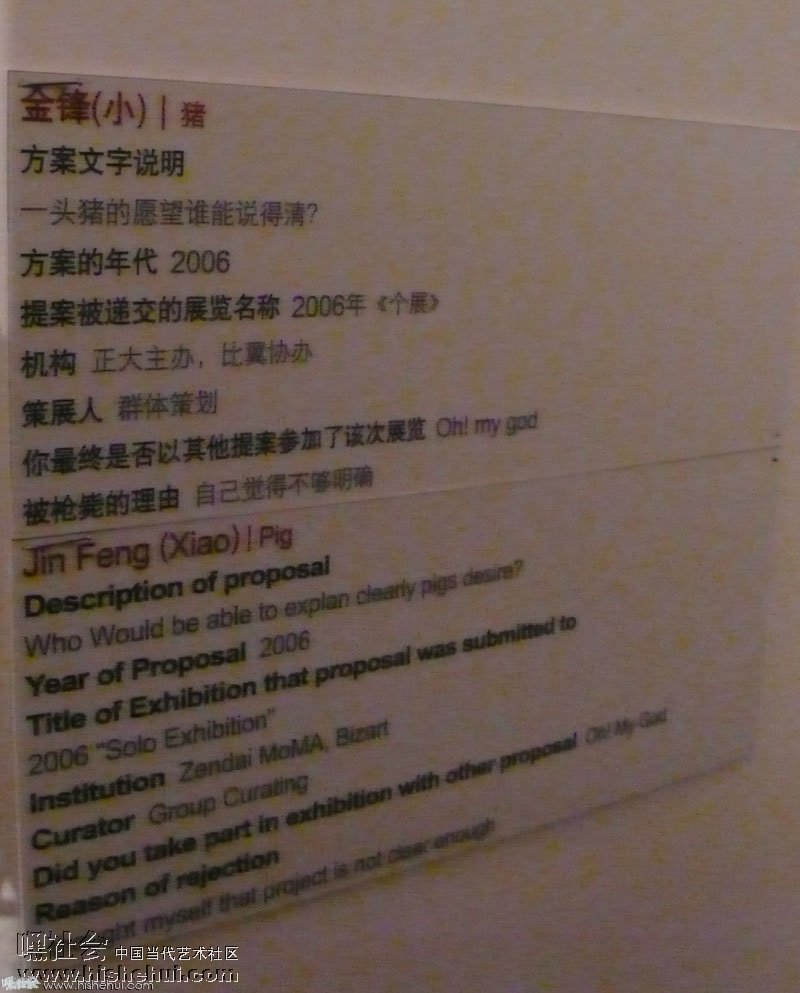 金锋(小) | 猪
方案文字说明
一头猪的愿望谁能说得清?
方案的年代 2006
提案被递交的展览名称 2006年《个展》
机构 正大主办，比翼协办
策展人 群体策划
你最终是否以其他提案参加了该次展览 Oh! my god
被枪毙的理由 自己觉得不够明确
Jin Feng (Xiao) | Pig
Description of proposal
Who Would be able to explan clearly pigs desire?
Year of Proposal 2006
Title of Exhibition that proposal was submitted to
2006 "Solo Exhibition"
Institution Zendai MoMA, Bizart
Curator Group Curating
Did you take part in exhibition with other proposal Oh! My God
Reason of rejection
myself that project is not clear enough
嘿社会 中国当代艺术社区
www.hishehui.com
嘿社会 www.hishehui.com